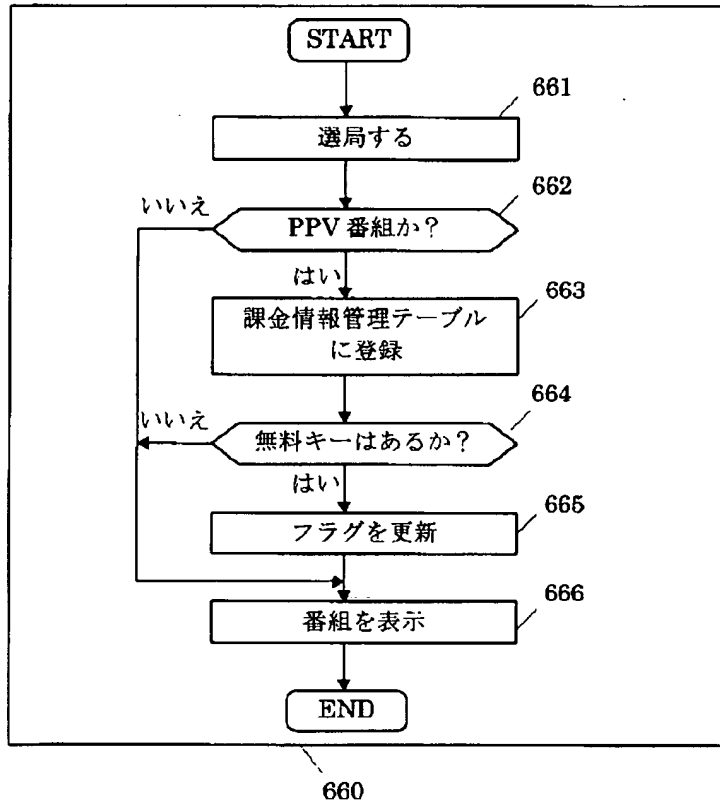 START
661
選局する
662
いいえ
PPV 番組か？
はい
663
課金情報管理テーブル
に登録
664
いいえ
無料キーはあるか？
はい
665
フラグを更新
666
番組を表示
END
660